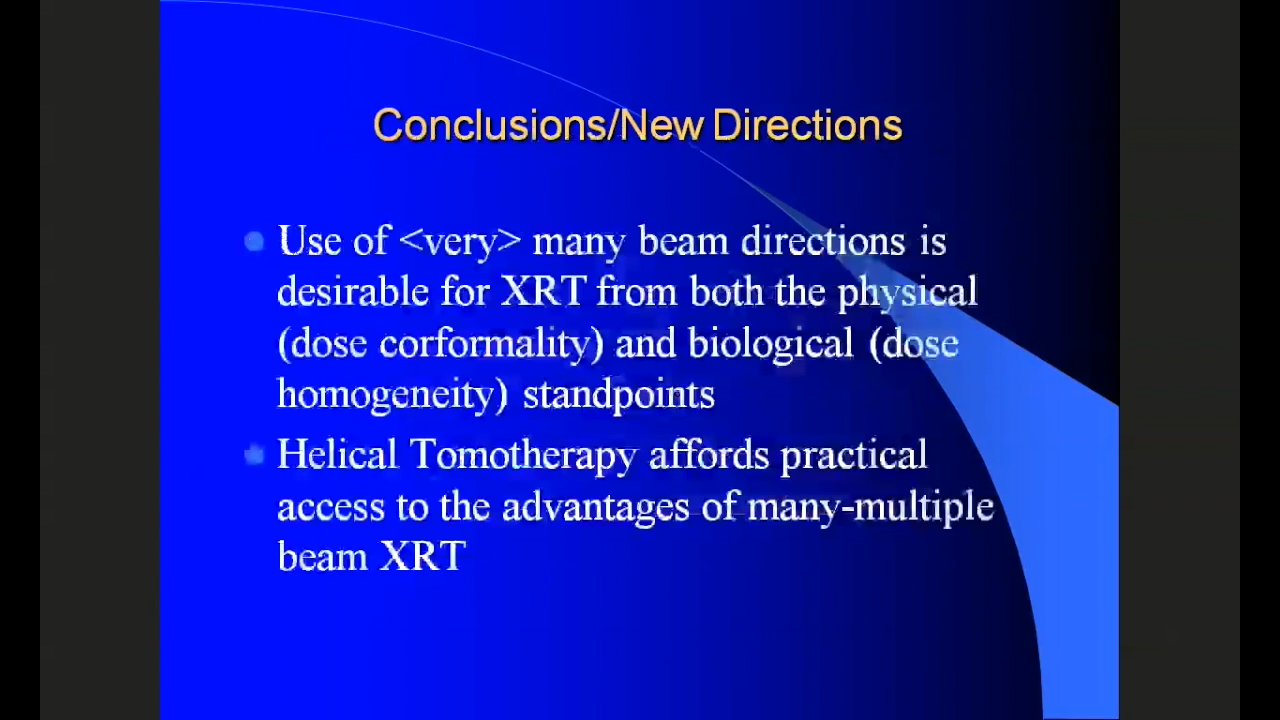 Conclusions/New Directions
Use of <very> many beam directions is
desirable for XRT from both the physical
(dose corformality) and biological (dose
homogeneity) standpoints
Helical Tomotherapy affords practical
access to the advantages of many-multiple
beam XRT